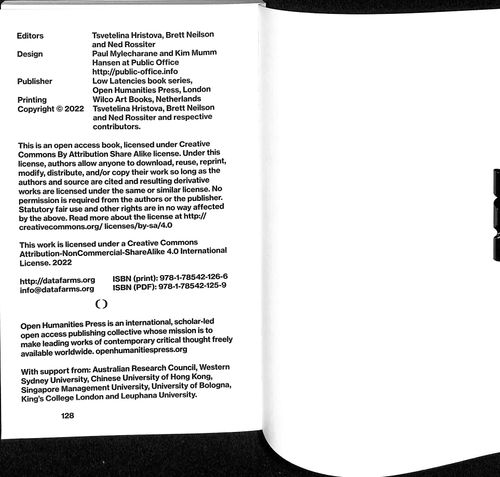 Editors Tsvetelina Hristova, Brett Neilson
and Ned Rossiter
Design Paul Mylecharane and Kim Mumm
Hansen at Public Office
http://public-office.info
Publisher Low Latencies book series,
Open Humanities Press, London
Printing Wilco Art Books, Netherlands
Copyright © 2022 Tsvetelina Hristova, Brett Neilson
and Ned Rossiter and respective
contributors.
This is an open access book, licensed under Creative
Commons By Attribution Share Alike license. Under this
license, authors allow anyone to download, reuse, reprint,
modify, distribute, and/or copy their work so long as the
authors and source are cited and resulting derivative
works are licensed under the same or similar license. No
permission is required from the authors or the publisher.
Statutory fair use and other rights are in no way affected
by the above. Read more about the license at http://
creativecommons.org/ licenses/by-sa/4.0
This work is licensed under a Creative Commons
Attribution-NonCommercial-ShareAlike 4.0 International
License. 2022
http://datafarms.org ISBN (print): 978-1-78542-126-6
info@datafarms.org ISBN (PDF): 978-1-78542-125-9
Open Humanities Press is an international, scholar-led
open access publishing collective whose mission is to
make leading works of contemporary critical thought freely
available worldwide. openhumanitiespress.org
With support from: Australian Research Council, Western
Sydney University, Chinese University of Hong Kong,
Singapore Management University, University of Bologna,
King's College London and Leuphana University.
128